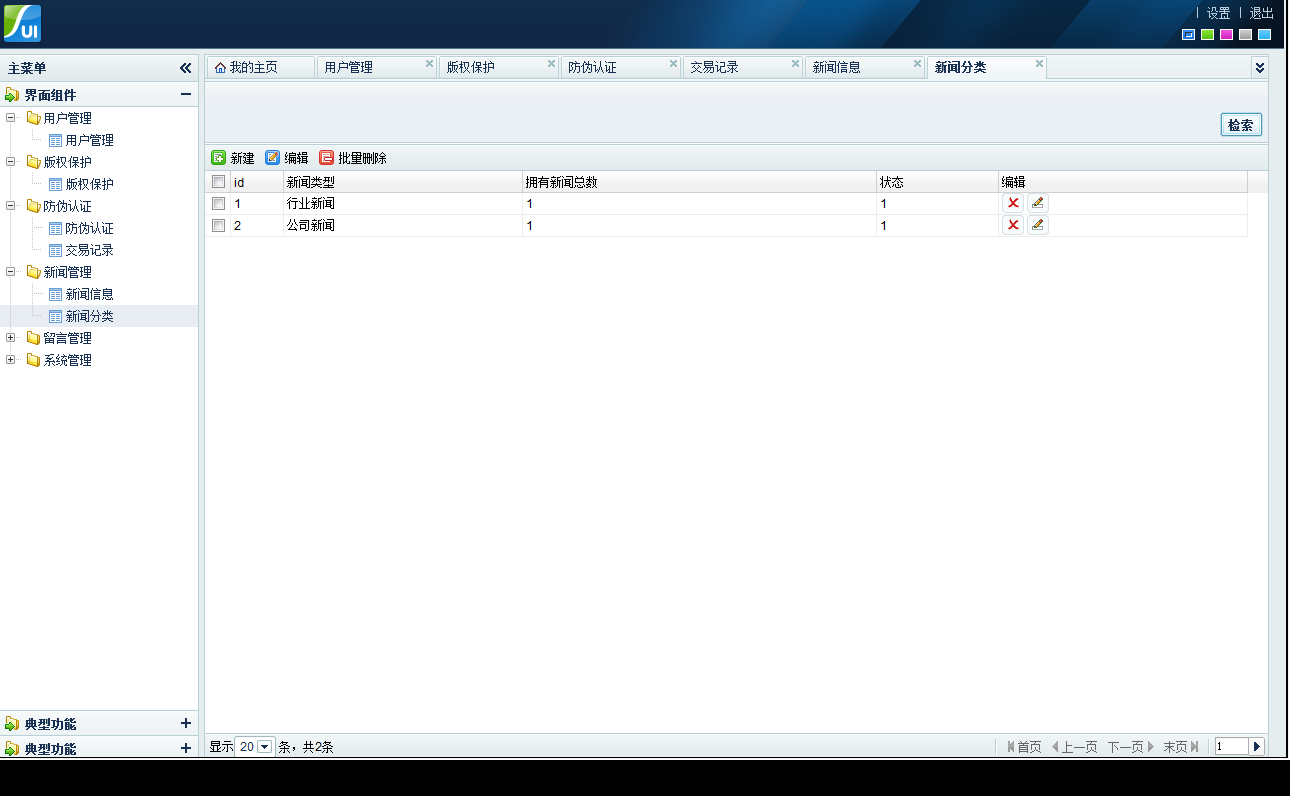 UI
设置 退出
主菜单
我的主页 用户管理 版权保护 防伪认证 交易记录 新闻信息 新闻分类
界面组件
用户管理
用户管理
版权保护
版权保护
防伪认证
防伪认证
交易记录
新闻管理
新闻信息
新闻分类
留言管理
系统管理
典型功能
典型功能
检索
新建 编辑 批量删除
id 新闻类型 拥有新闻总数 状态 编辑
1 行业新闻 1 1
2 公司新闻 1 1
显示 20 条，共2条 首页 上一页 下一页 末页 1